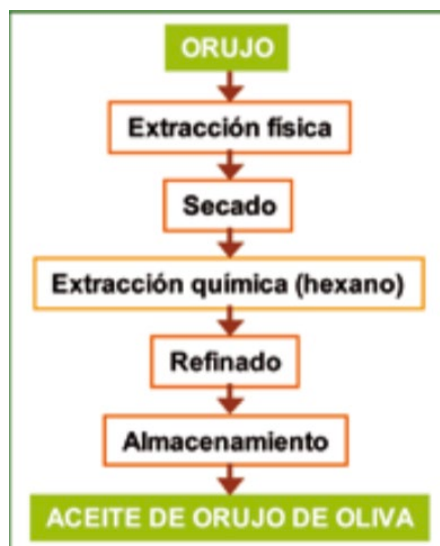 ORUJO
Extracción física
Secado
Extracción química (hexano)
Refinado
Almacenamiento
ACEITE DE ORUJO DE OLIVA